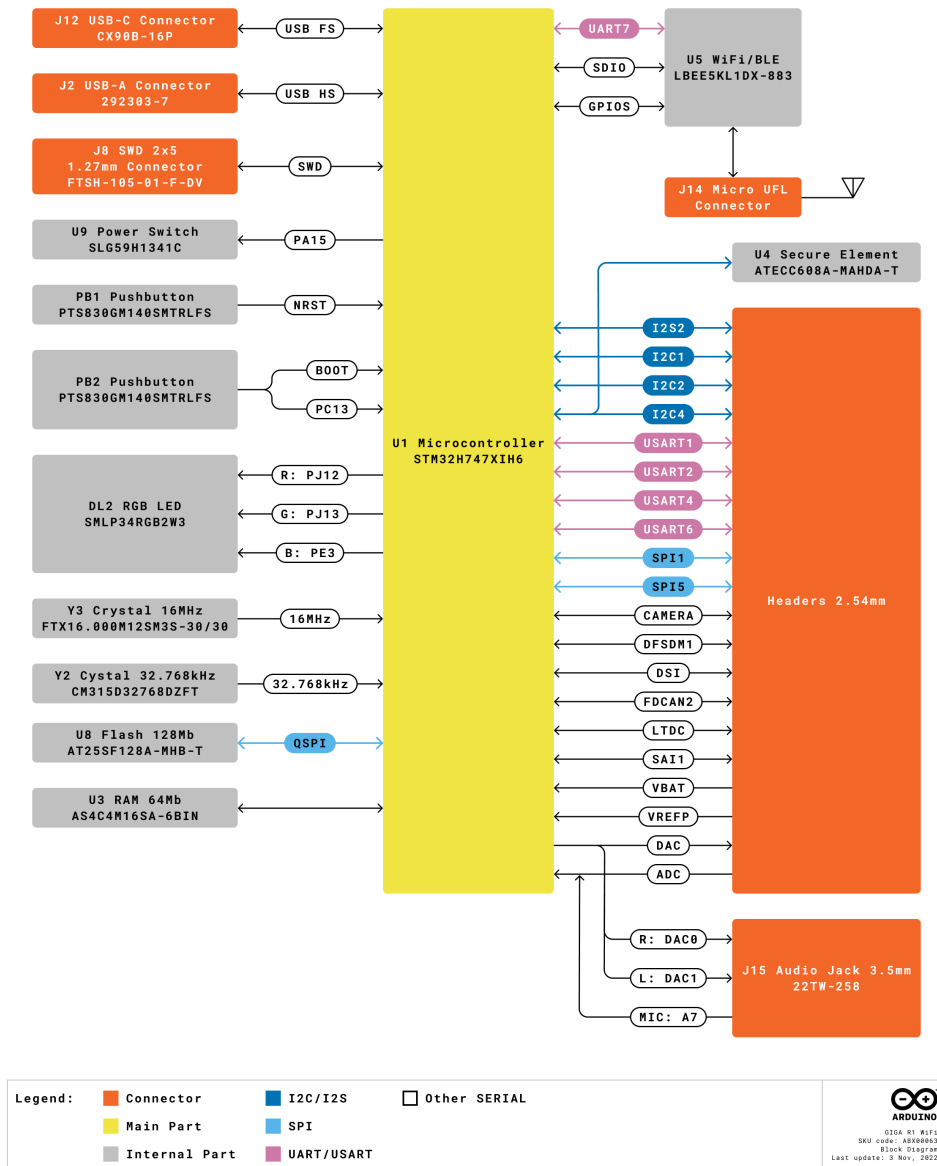 J12 USB-C Connector
CX90B-16P
USB FS
J2 USB-A Connector
292303-7
USB HS
J8 SWD 2x5
1.27mm Connector
FTSH-105-01-F-DV
SWD
U9 Power Switch
SLG59H1341C
PA15
PB1 Pushbutton
PTS830GM140SMTRLFS
NRST
PB2 Pushbutton
PTS830GM140SMTRLFS
BOOT
PC13
DL2 RGB LED
SMLP34RGB2W3
R: PJ12
G: PJ13
B: PE3
Y3 Crystal 16MHz
FTX16.000M12SM3S-30/30
16MHz
Y2 Cystal 32.768kHz
CM315D32768DZFT
32.768kHz
U8 Flash 128Mb
AT25SF128A-MHB-T
QSPI
U3 RAM 64Mb
AS4C4M16SA-6BIN
U1 Microcontroller
STM32H747XIH6
UART7
SDIO
GPIOS
U5 WiFi/BLE
LBEE5KL1DX-883
J14 Micro UFL
Connector
U4 Secure Element
ATECC608A-MAHDA-T
I2S2
I2C1
I2C2
I2C4
USART1
USART2
USART4
USART6
SPI1
SPI5
CAMERA
DFSDM1
DSI
FDCAN2
LTDC
SAI1
VBAT
VREFP
DAC
ADC
Headers 2.54mm
R: DAC0
L: DAC1
MIC: A7
J15 Audio Jack 3.5mm
22TW-258
Legend:
Connector
Main Part
Internal Part
I2C/I2S
SPI
UART/USART
Other SERIAL
ARDUINO
GIGA R1 WiFi
SKU code: ABX00063
Block Diagram
Last update: 3 Nov, 2022